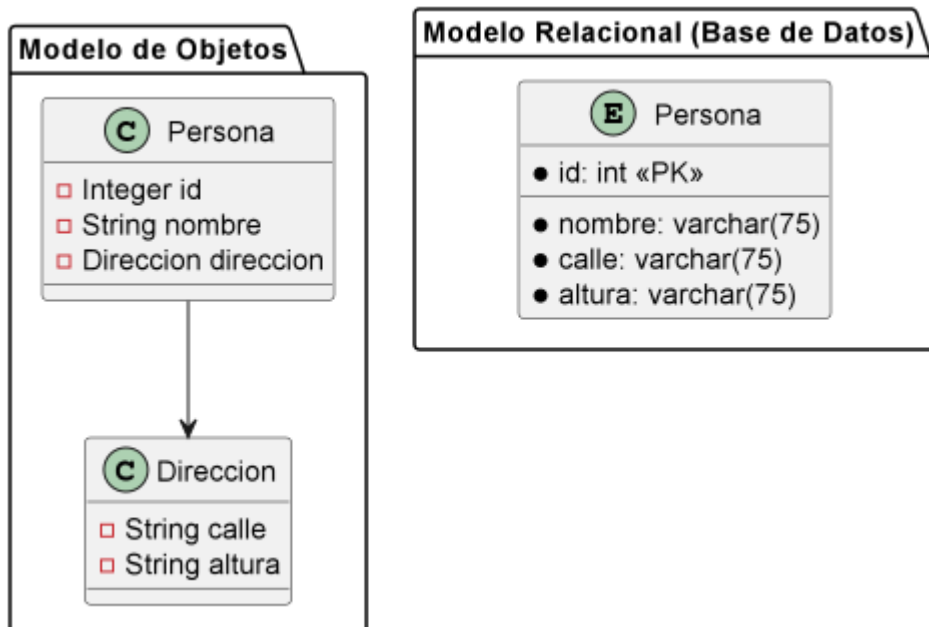 Modelo de Objetos
C Persona
Integer id
String nombre
Direccion direccion
C Direccion
String calle
String altura
Modelo Relacional (Base de Datos)
E Persona
id: int «PK»
nombre: varchar(75)
calle: varchar(75)
altura: varchar(75)